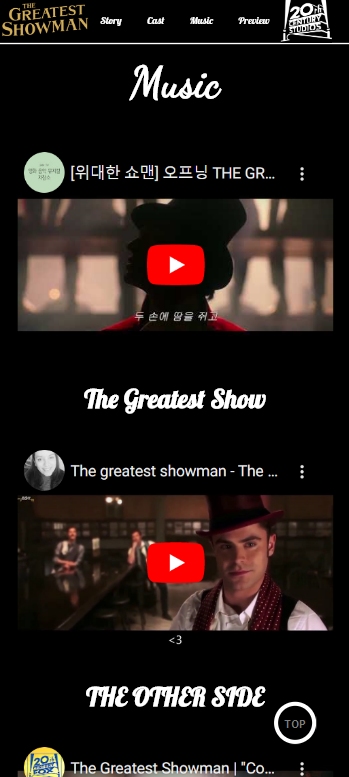 THE
GREATEST
SHOWMAN
Story
Cast
Music
Preview
20th
CENTURY
STUDIOS
Music
[위대한 쇼맨] 오프닝 THE GR...
두 손에 땀을 쥐고
The Greatest Show
The greatest showman - The ...
<3
THE OTHER SIDE
TOP
The Greatest Showman | "Co...